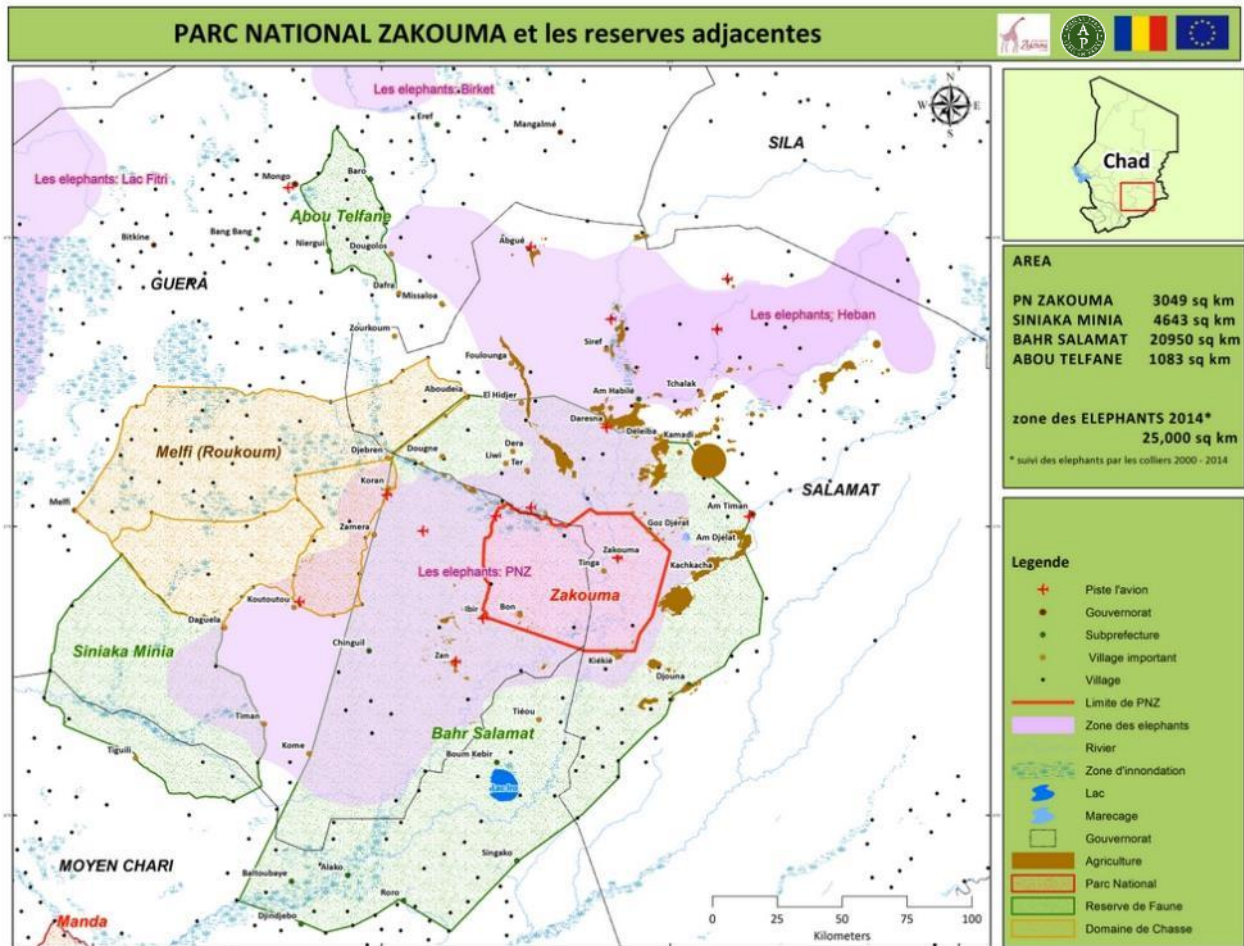 PARC NATIONAL ZAKOUMA et les reserves adjacentes
Zakouma
AP
Les elephants: Birket
Eref
Mangalmé
N
W E
S
SILA
Les elephants: Lac Fitri
Mongo
Baro
Abou Telfane
Bitkine
Bang Bang
Niergui
Dougolos
Abgué
GUERA
Dafra
Missaloa
Les elephants; Heban
Zourkoum
Siref
Foulounga
Aboudeia
El Hidjer
Am Habilé
Tchalak
Daresna
Deleiba
Kamadi
Melfi (Roukoum)
Djebren
Dougne
Dera
Liwi
Ter
Koran
SALAMAT
Melfi
Am Timan
Zamera
Goz Djerat
Am Djelat
Zakouma
Les elephants: PNZ
Tinga
Kachkacha
Zakouma
Koutoutou
Ibir
Bon
Daguela
Siniaka Minia
Chinguil
Zan
Kiékié
Djouna
Timan
Tiéou
Bahr Salamat
Kome
Tiguili
Boum Kebir
Lac Iro
MOYEN CHARI
Singako
Alako
Baltoubaye
Roro
Djindjebo
Manda
0 25 50 75 100
Kilometers
Chad
AREA
PN ZAKOUMA 3049 sq km
SINIAKA MINIA 4643 sq km
BAHR SALAMAT 20950 sq km
ABOU TELFANE 1083 sq km
zone des ELEPHANTS 2014*
25,000 sq km
* suivi des elephants par les colliers 2000 - 2014
Legende
Piste l'avion
Gouvernorat
Subprefecture
Village important
Village
Limite de PNZ
Zone des elephants
Rivier
Zone d'innondation
Lac
Marecage
Gouvernorat
Agriculture
Parc National
Reserve de Faune
Domaine de Chasse